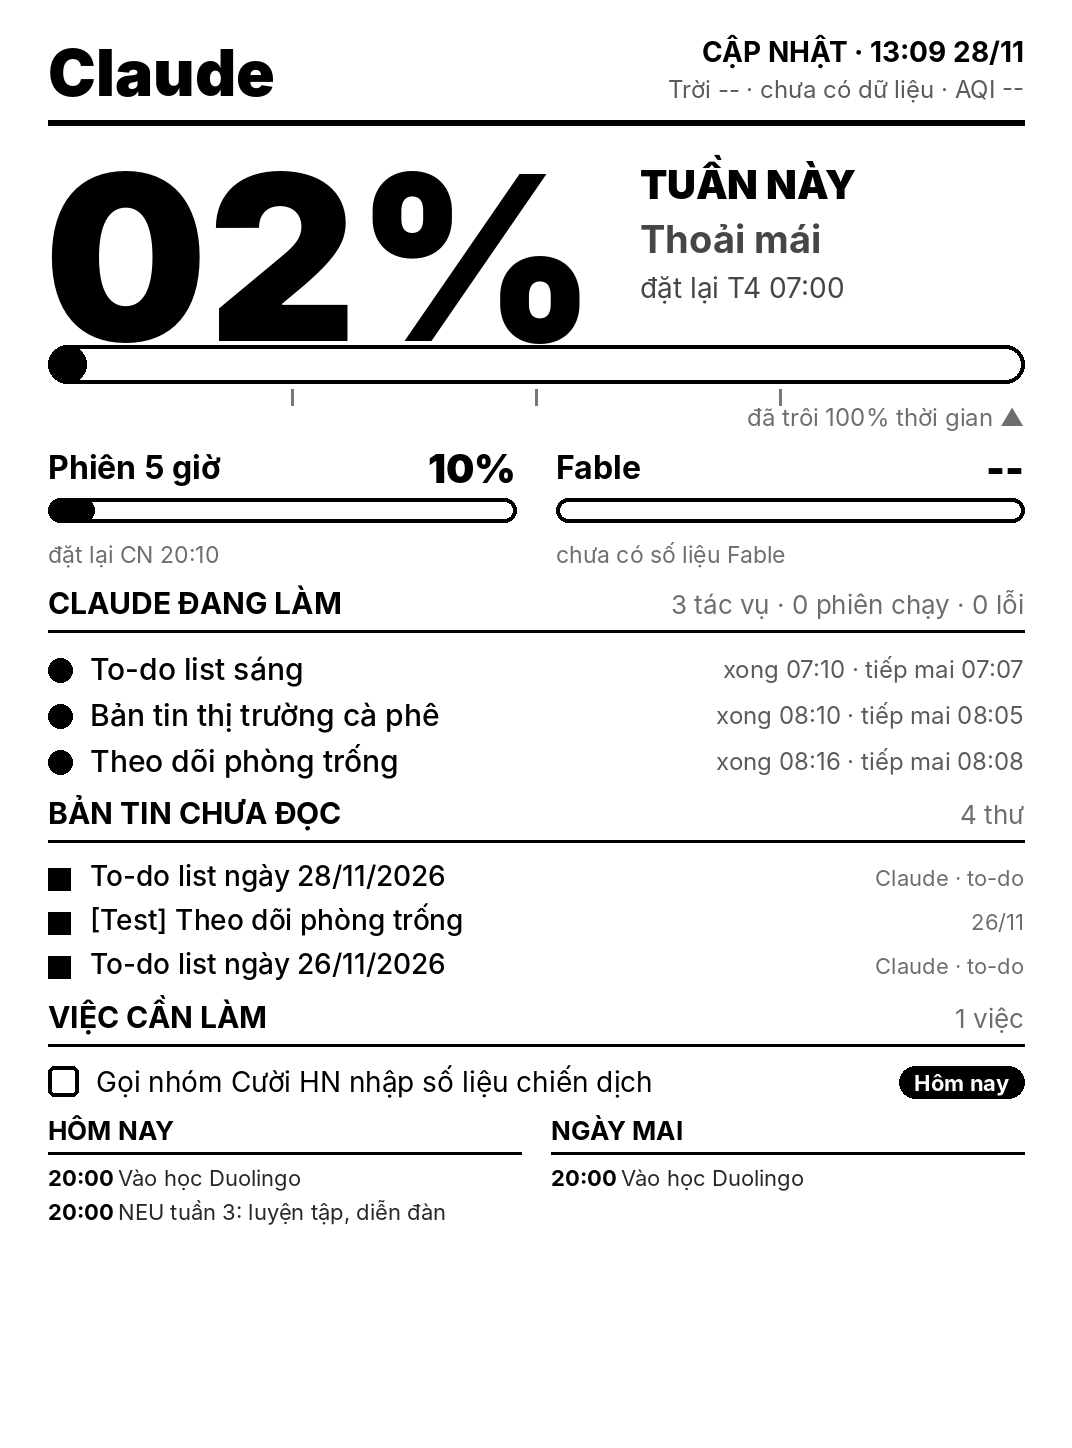 Claude
CẬP NHẬT · 13:09 28/11
Trời -- · chưa có dữ liệu · AQI --
02%
TUẦN NÀY
Thoải mái
đặt lại T4 07:00
đã trôi 100% thời gian ▲
Phiên 5 giờ 10%
đặt lại CN 20:10
Fable --
chưa có số liệu Fable
CLAUDE ĐANG LÀM 3 tác vụ · 0 phiên chạy · 0 lỗi
To-do list sáng xong 07:10 · tiếp mai 07:07
Bản tin thị trường cà phê xong 08:10 · tiếp mai 08:05
Theo dõi phòng trống xong 08:16 · tiếp mai 08:08
BẢN TIN CHƯA ĐỌC 4 thư
To-do list ngày 28/11/2026 Claude · to-do
[Test] Theo dõi phòng trống 26/11
To-do list ngày 26/11/2026 Claude · to-do
VIỆC CẦN LÀM 1 việc
Gọi nhóm Cười HN nhập số liệu chiến dịch Hôm nay
HÔM NAY
20:00 Vào học Duolingo
20:00 NEU tuần 3: luyện tập, diễn đàn
NGÀY MAI
20:00 Vào học Duolingo